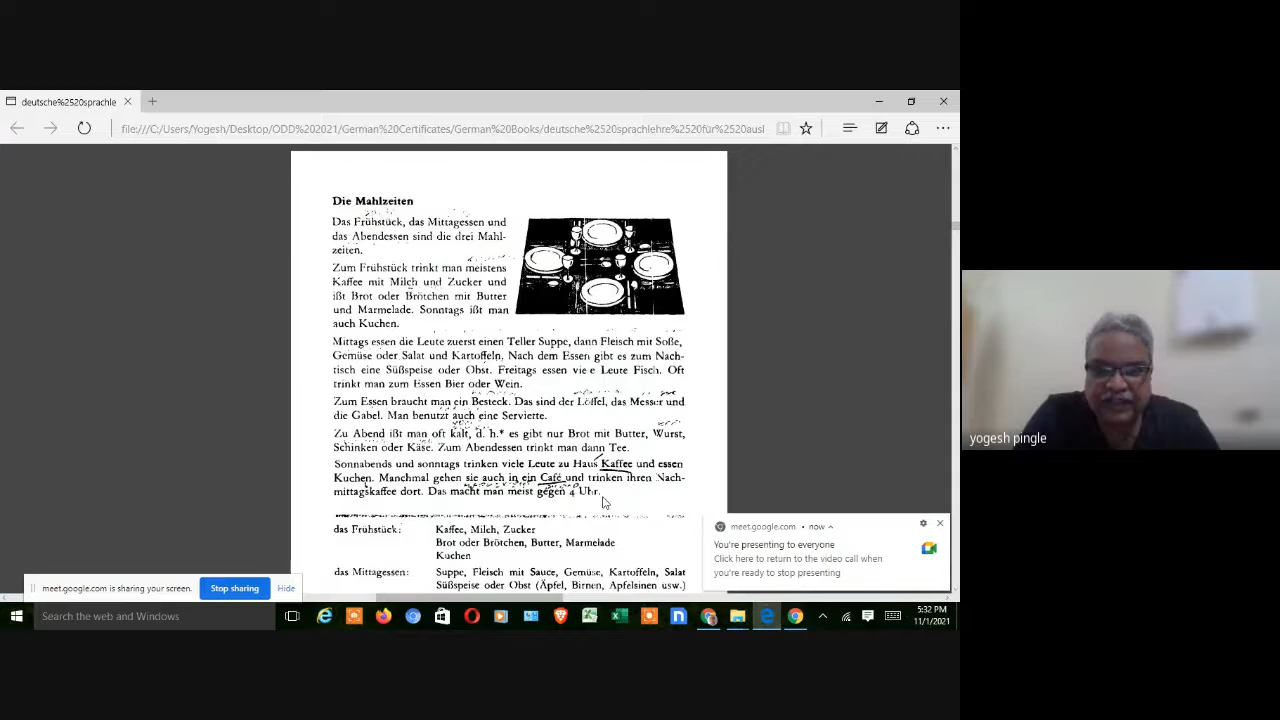 deutsche%2520sprachle
file:///C:/Users/Yogesh/Desktop/ODD%202021/German%20Certificates/German%20Books/deutsche%2520sprachlehre%2520für%2520ausl
Die Mahlzeiten
Das Frühstück, das Mittagessen und
das Abendessen sind die drei Mahl-
zeiten.
Zum Frühstück trinkt man meistens
Kaffee mit Milch und Zucker und
ißt Brot oder Brötchen mit Butter
und Marmelade. Sonntags ißt man
auch Kuchen.
Mittags essen die Leute zuerst einen Teller Suppe, dann Fleisch mit Soße,
Gemüse oder Salat und Kartoffeln. Nach dem Essen gibt es zum Nach-
tisch eine Süßspeise oder Obst. Freitags essen vie e Leute Fisch. Oft
trinkt man zum Essen Bier oder Wein.
Zum Essen braucht man ein Besteck. Das sind der Löffel, das Messer und
die Gabel. Man benutzt auch eine Serviette.
Zu Abend ißt man oft kalt, d. h.* es gibt nur Brot mit Butter, Wurst,
Schinken oder Käse. Zum Abendessen trinkt man dann Tee.
Sonnabends und sonntags trinken viele Leute zu Haus Kaffee und essen
Kuchen. Manchmal gehen sie auch in ein Café und trinken ihren Nach-
mittagskaffee dort. Das macht man meist gegen 4 Uhr.
das Frühstück: Kaffee, Milch, Zucker
Brot oder Brötchen, Butter, Marmelade
Kuchen
das Mittagessen: Suppe, Fleisch mit Sauce, Gemüse, Kartoffeln, Salat
Süßspeise oder Obst (Äpfel, Birnen, Apfelsinen usw.)
yogesh pingle
meet.google.com • now
You're presenting to everyone
Click here to return to the video call when
you're ready to stop presenting
meet.google.com is sharing your screen. Stop sharing Hide
Search the web and Windows
5:32 PM
11/1/2021